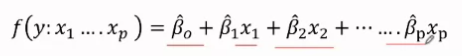 f(y: x₁ .... xₚ) = β̂ₒ + β̂₁x₁ + β̂₂x₂ + ⋯ .... β̂ₚxₚ